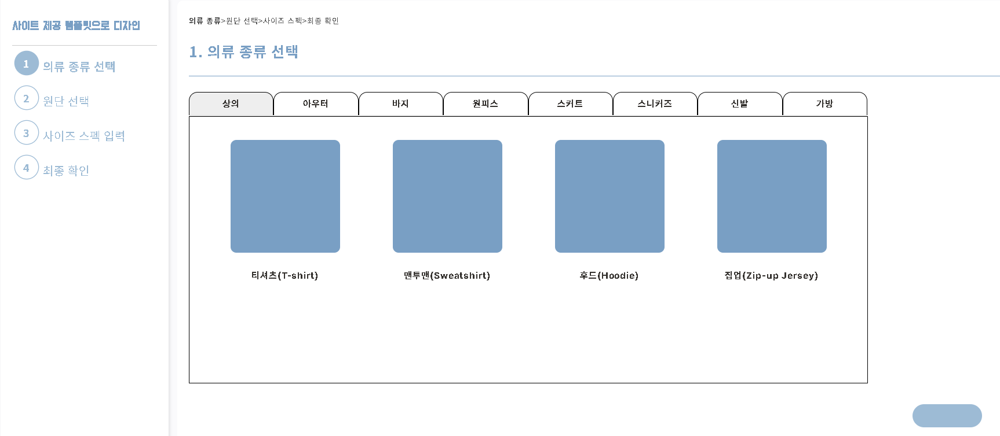 사이트 제공 템플릿으로 디자인
1 의류 종류 선택
2 원단 선택
3 사이즈 스펙 입력
4 최종 확인
의류 종류>원단 선택>사이즈 스펙>최종 확인
1. 의류 종류 선택
상의 아우터 바지 원피스 스커트 스니커즈 신발 가방
티셔츠(T-shirt) 맨투맨(Sweatshirt) 후드(Hoodie) 집업(Zip-up Jersey)